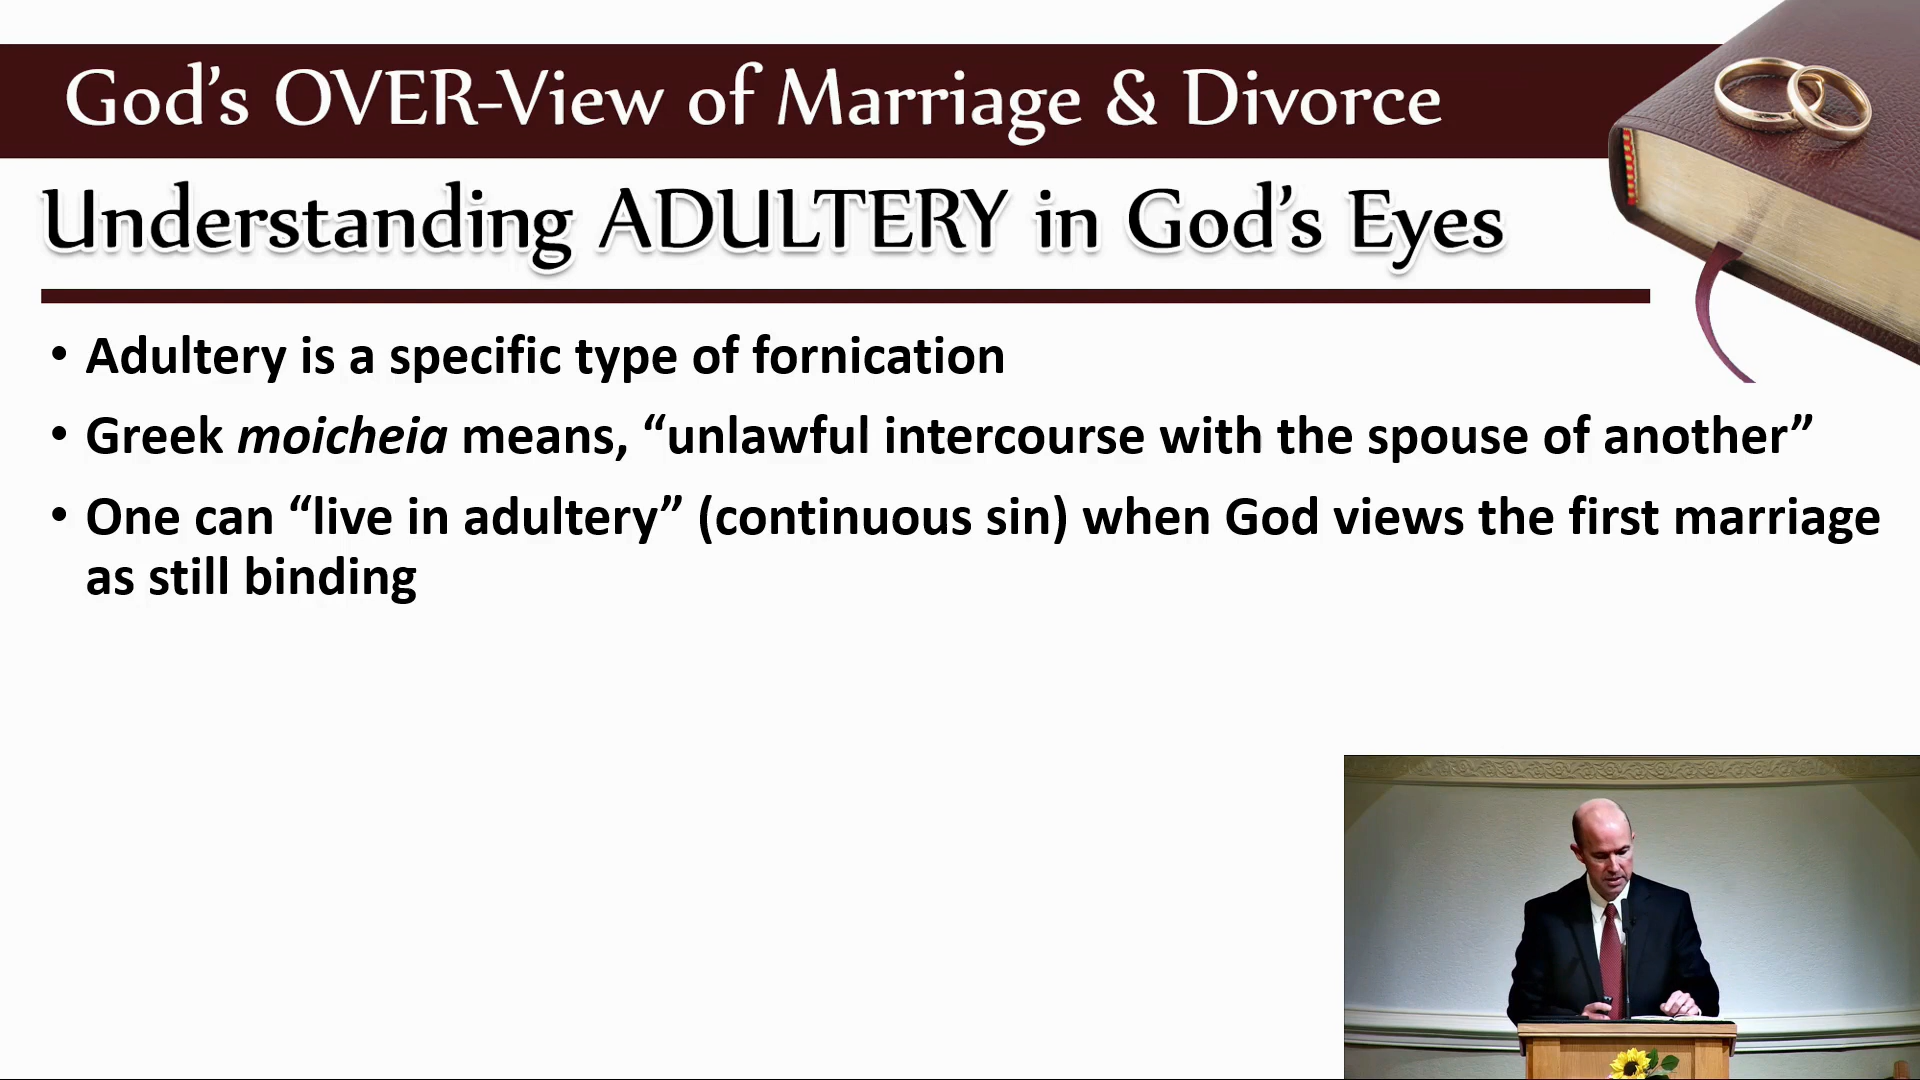 God's OVER-View of Marriage & Divorce
Understanding ADULTERY in God's Eyes
• Adultery is a specific type of fornication
• Greek moicheia means, “unlawful intercourse with the spouse of another”
• One can “live in adultery” (continuous sin) when God views the first marriage
as still binding